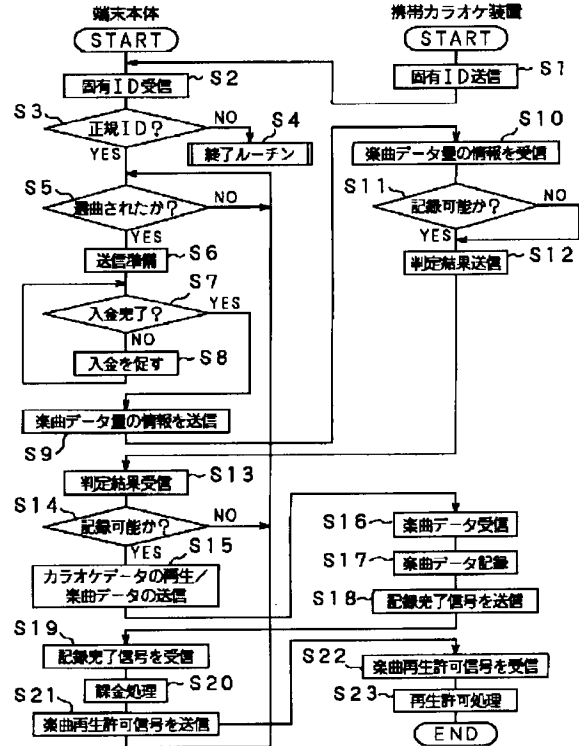 端末本体
START
S2
固有ID受信
S3
正規ID?
NO
S4
終了ルーチン
YES
S5
選曲されたか?
NO
YES
S6
送信準備
S7
入金完了?
YES
NO
S8
入金を促す
楽曲データ量の情報を送信
S9
S13
判定結果受信
S14
記録可能か?
NO
YES
S15
カラオケデータの再生/
楽曲データの送信
S19
記録完了信号を受信
S20
課金処理
S21
楽曲再生許可信号を送信
携帯カラオケ装置
START
S1
固有ID送信
S10
楽曲データ量の情報を受信
S11
記録可能か?
NO
YES
S12
判定結果送信
S16
楽曲データ受信
S17
楽曲データ記録
S18
記録完了信号を送信
S22
楽曲再生許可信号を受信
S23
再生許可処理
END